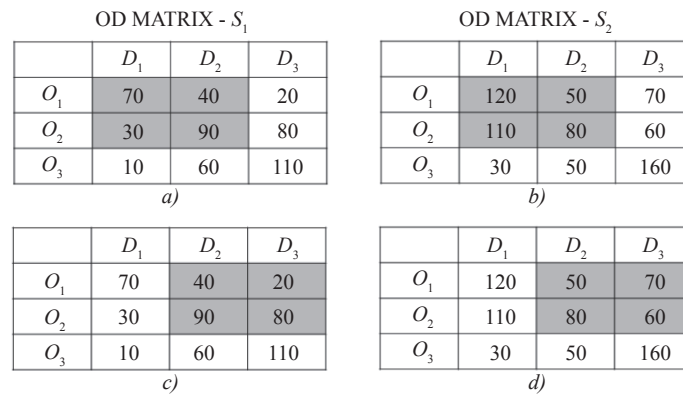 OD MATRIX - S₁ OD MATRIX - S₂
D₁ D₂ D₃ D₁ D₂ D₃
O₁ 70 40 20 O₁ 120 50 70
O₂ 30 90 80 O₂ 110 80 60
O₃ 10 60 110 O₃ 30 50 160
a) b)
D₁ D₂ D₃ D₁ D₂ D₃
O₁ 70 40 20 O₁ 120 50 70
O₂ 30 90 80 O₂ 110 80 60
O₃ 10 60 110 O₃ 30 50 160
c) d)